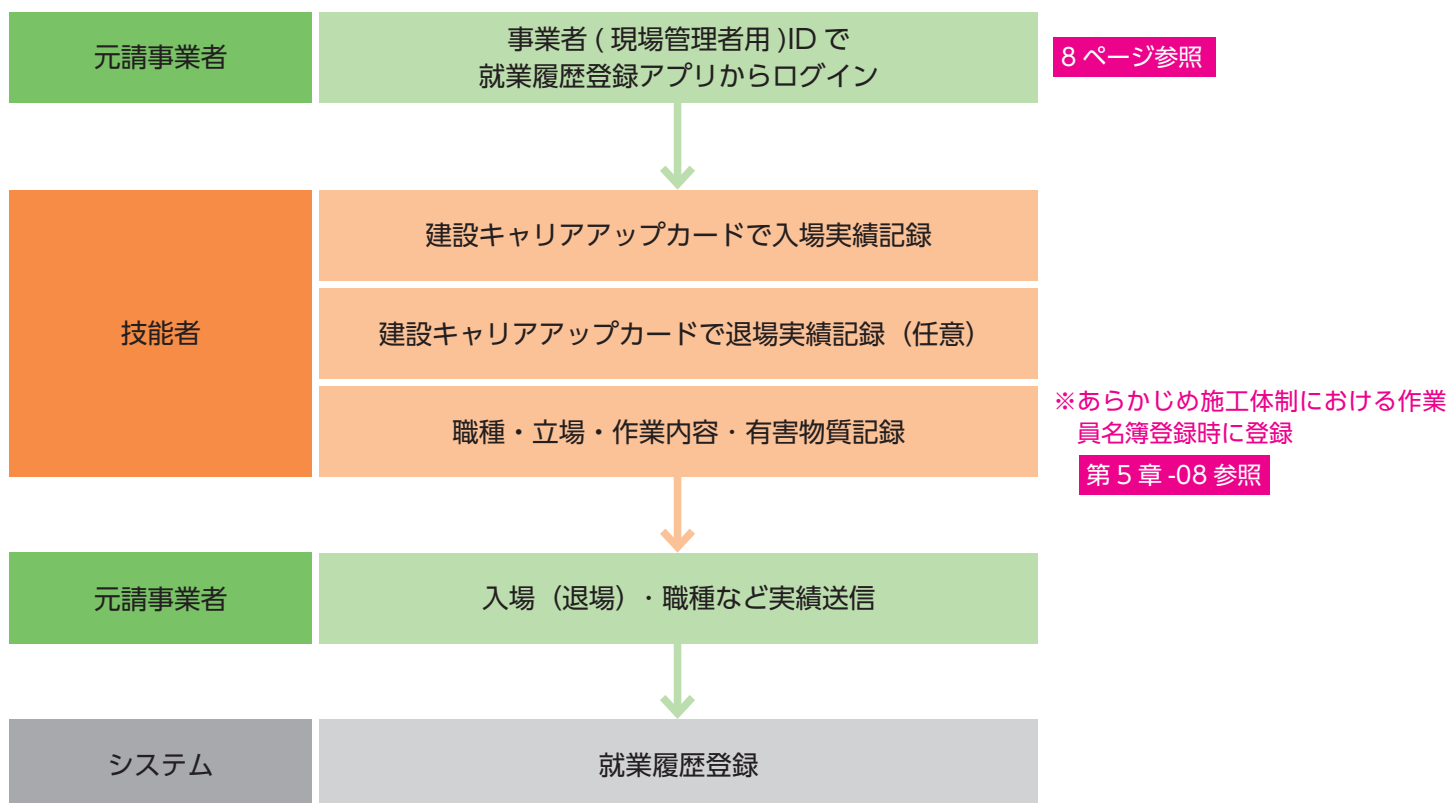 元請事業者
事業者 ( 現場管理者用 )ID で
就業履歴登録アプリからログイン
8 ページ参照
技能者
建設キャリアアップカードで入場実績記録
建設キャリアアップカードで退場実績記録（任意）
職種・立場・作業内容・有害物質記録
※あらかじめ施工体制における作業
員名簿登録時に登録
第 5 章 -08 参照
元請事業者
入場（退場）・職種など実績送信
システム
就業履歴登録